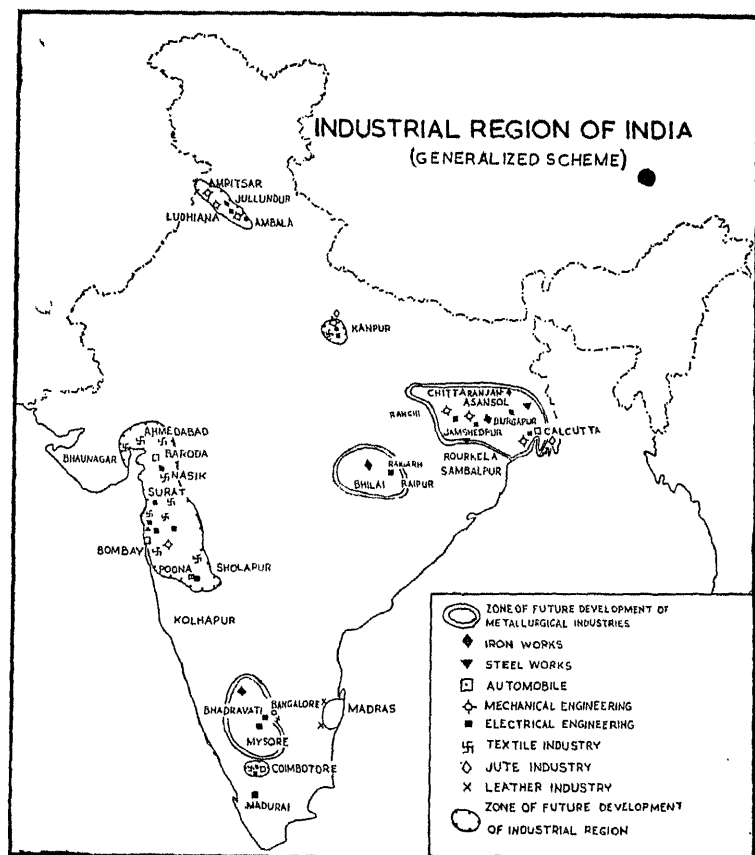 INDUSTRIAL REGION OF INDIA
(GENERALIZED SCHEME)
AMPITSAR
JULLUNDUR
LUDHIANA
AMBALA
KANPUR
CHITTARANJAN
ASANSOL
RANCHI
DURGAPUR
JAMSHEDPUR
CALCUTTA
ROURKELA
SAMBALPUR
AHMEDABAD
BHAUNAGAR
BARODA
NASIK
SURAT
BHILAI
RAIPUR
BOMBAY
POONA
SHOLAPUR
KOLHAPUR
BHADRAVATI
BANGALORE
MADRAS
MYSORE
COIMBOTORE
MADURAI
ZONE OF FUTURE DEVELOPMENT OF
METALLURGICAL INDUSTRIES
IRON WORKS
STEEL WORKS
AUTOMOBILE
MECHANICAL ENGINEERING
ELECTRICAL ENGINEERING
TEXTILE INDUSTRY
JUTE INDUSTRY
LEATHER INDUSTRY
ZONE OF FUTURE DEVELOPMENT
OF INDUSTRIAL REGION